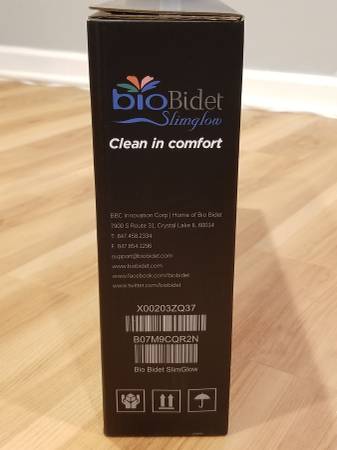 bioBidet
Slimglow
Clean in comfort
BBC Innovation Corp | Home of Bio Bidet
7900 S Route 31, Crystal Lake IL 60014
T: 847.458.2334
F: 847.854.2256
support@biobidet.com
www.biobidet.com
www.facebook.com/biobidet
www.twitter.com/biobidet
X00203ZQ37
B07M9CQR2N
Bio Bidet SlimGlow